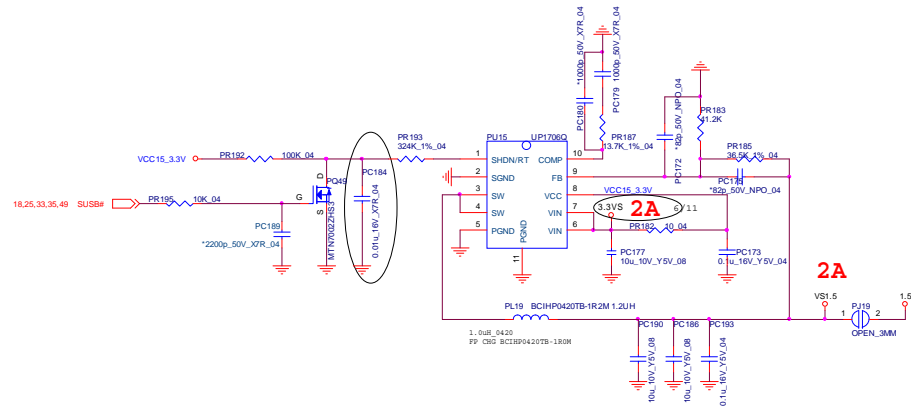 *1000p_50V_X7R_04
1000p_50V_X7R_04
PC180
PC179
*82p_50V_NPO_04
PC172
PR183
41.2K
PR187
13.7K_1%_04
PR185
36.5K_1%_04
PC175
*82p_50V_NPO_04
VCC15_3.3V
PR192
100K_04
PR193
324K_1%_04
PU15
UP1706Q
1
SHDN/RT
COMP
10
2
SGND
FB
9
3
SW
VCC
8
4
SW
VIN
7
5
PGND
VIN
6
PGND
11
VCC15_3.3V
3.3VS
2A
6/11
PR182
10_04
PC177
10u_10V_Y5V_08
PC173
0.1u_16V_Y5V_04
18,25,33,35,49
SUSB#
PR195
10K_04
D
PQ49
G
S
MTN7002ZHS3
PC184
0.01u_16V_X7R_04
PC189
*2200p_50V_X7R_04
2A
VS1.5
1.5
PJ19
1
2
OPEN_3MM
PL19
BCIHP0420TB-1R2M 1.2UH
1.0uH_0420
FP CHG BCIHP0420TB-1R0M
PC190
PC186
PC193
10u_10V_Y5V_08
10u_10V_Y5V_08
0.1u_16V_Y5V_04